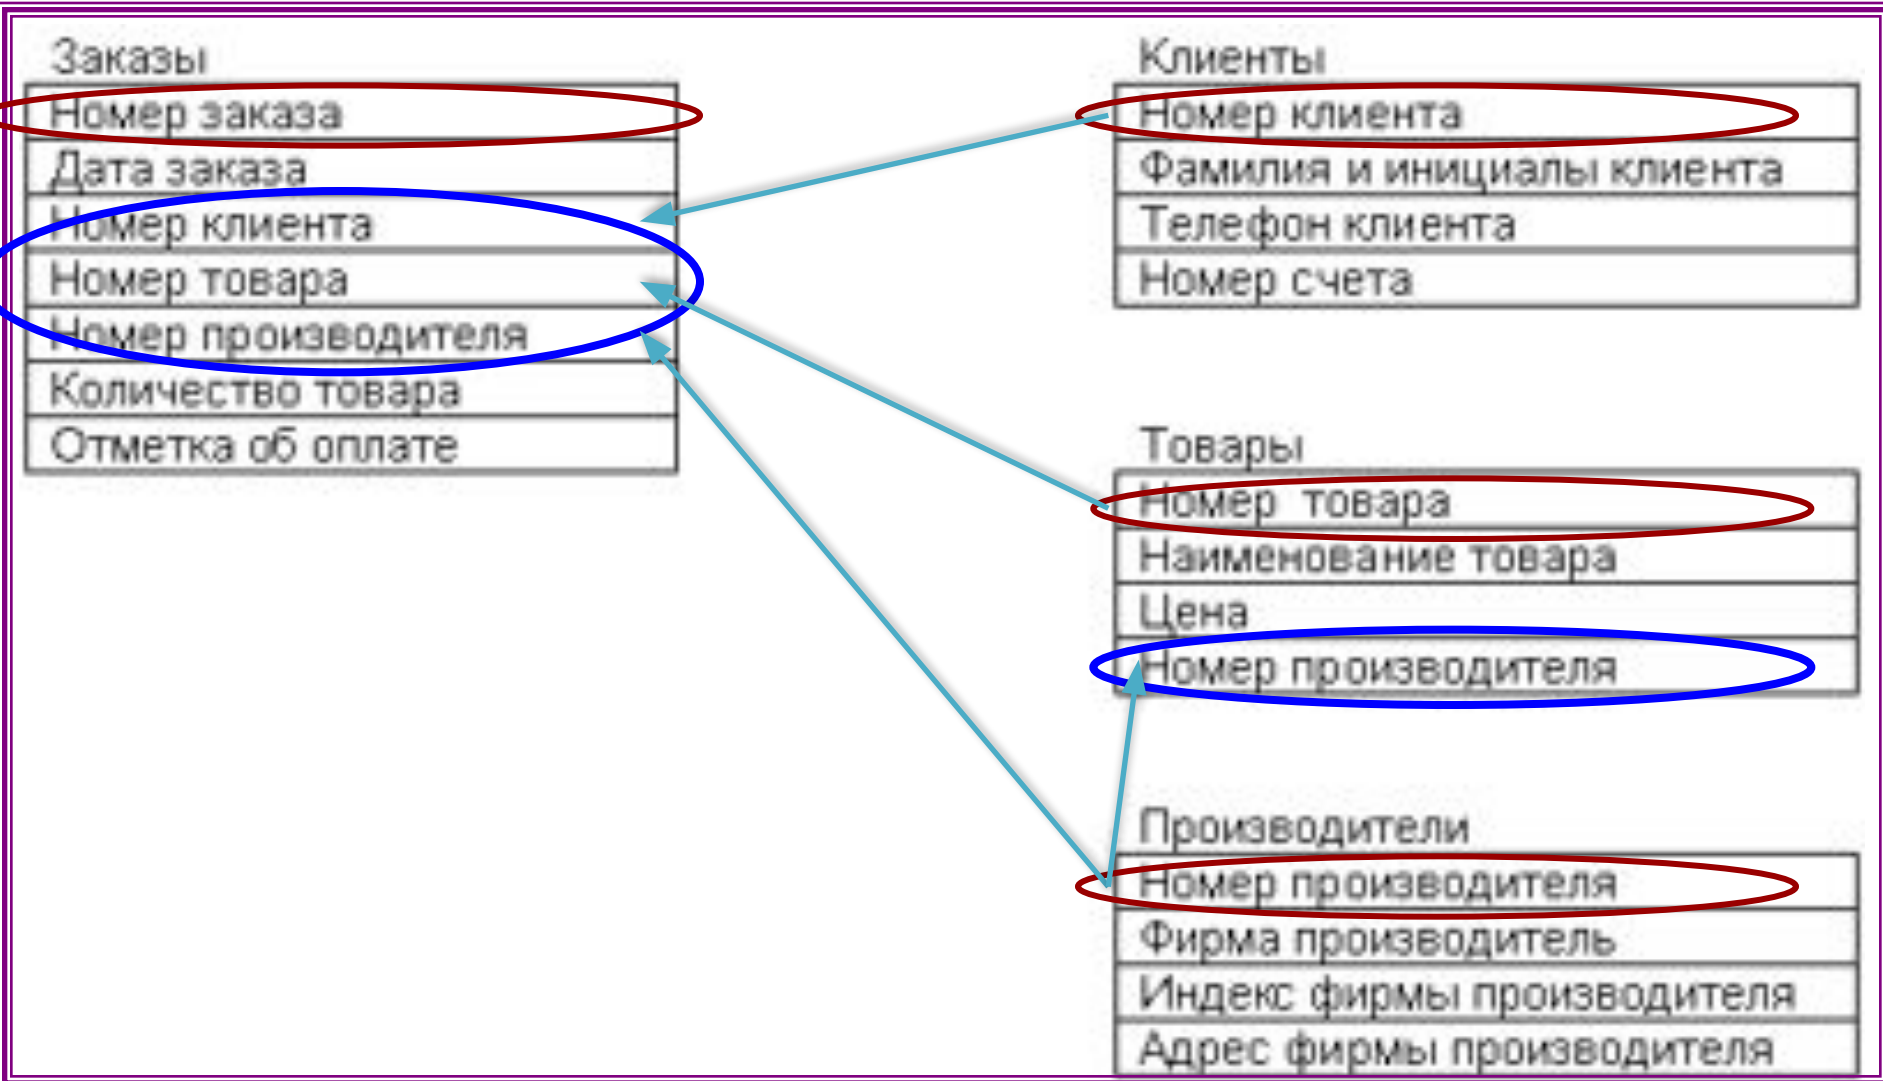 Заказы
Номер заказа
Дата заказа
Номер клиента
Номер товара
Номер производителя
Количество товара
Отметка об оплате
Клиенты
Номер клиента
Фамилия и инициалы клиента
Телефон клиента
Номер счета
Товары
Номер товара
Наименование товара
Цена
Номер производителя
Производители
Номер производителя
Фирма производитель
Индекс фирмы производителя
Адрес фирмы производителя